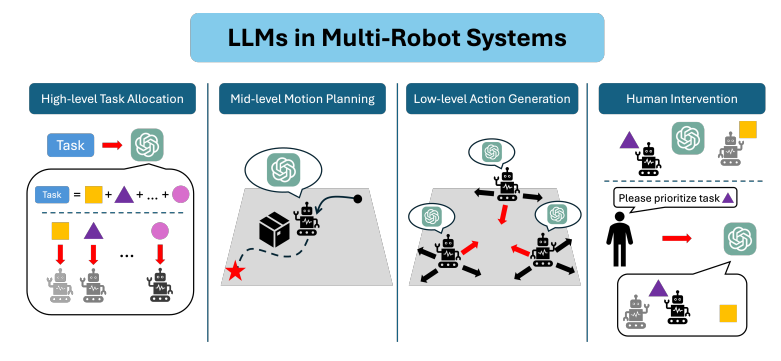 LLMs in Multi-Robot Systems
High-level Task Allocation
Mid-level Motion Planning
Low-level Action Generation
Human Intervention
Task
Task = + + ... +
...
Please prioritize task